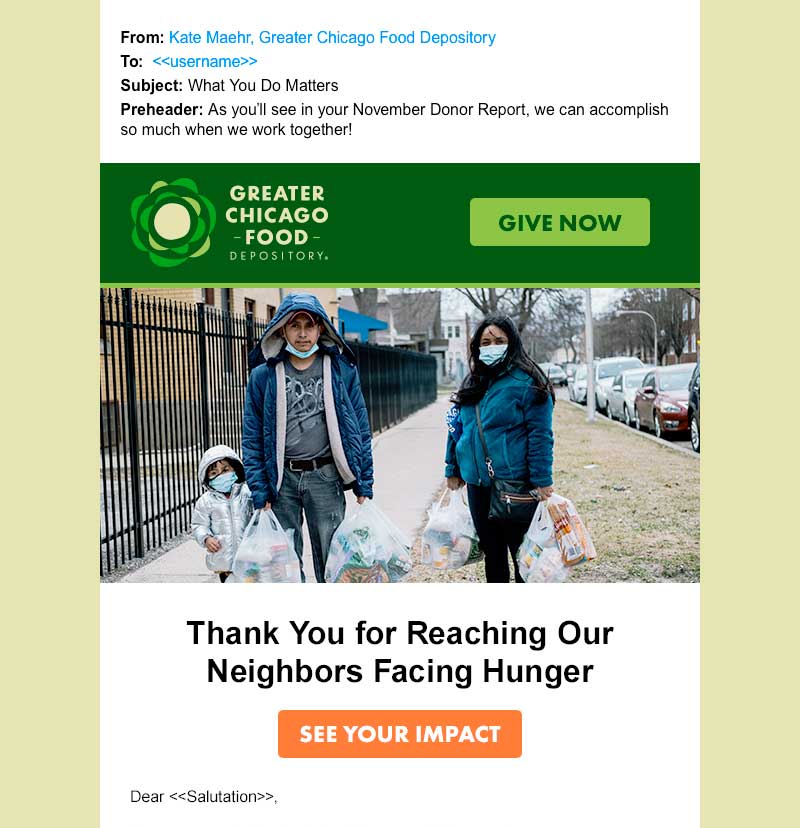 From: Kate Maehr, Greater Chicago Food Depository
To: <<username>>
Subject: What You Do Matters
Preheader: As you’ll see in your November Donor Report, we can accomplish
so much when we work together!
GREATER
CHICAGO
–FOOD–
DEPOSITORY®
GIVE NOW
Thank You for Reaching Our
Neighbors Facing Hunger
SEE YOUR IMPACT
Dear <<Salutation>>,